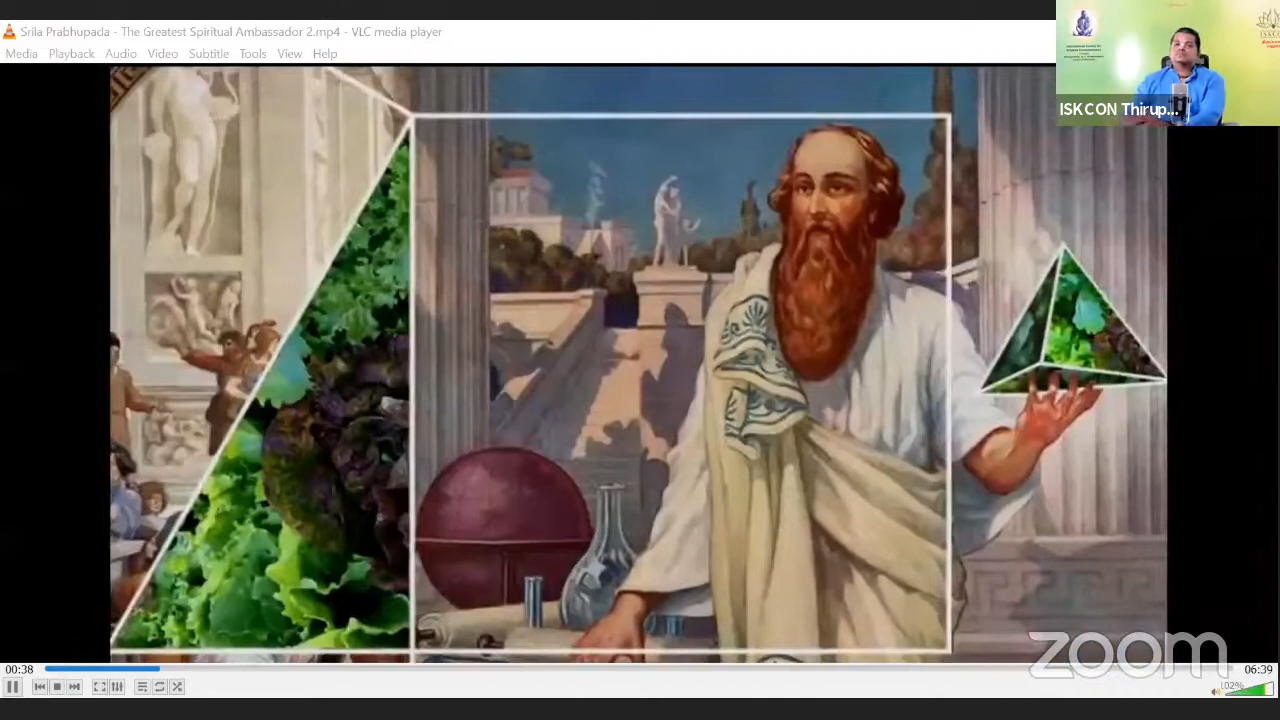 Srila Prabhupada - The Greatest Spiritual Ambassador 2.mp4 - VLC media player
Media Playback Audio Video Subtitle Tools View Help
ISKCON Thirup...
zoom
00:38
06:39
102%